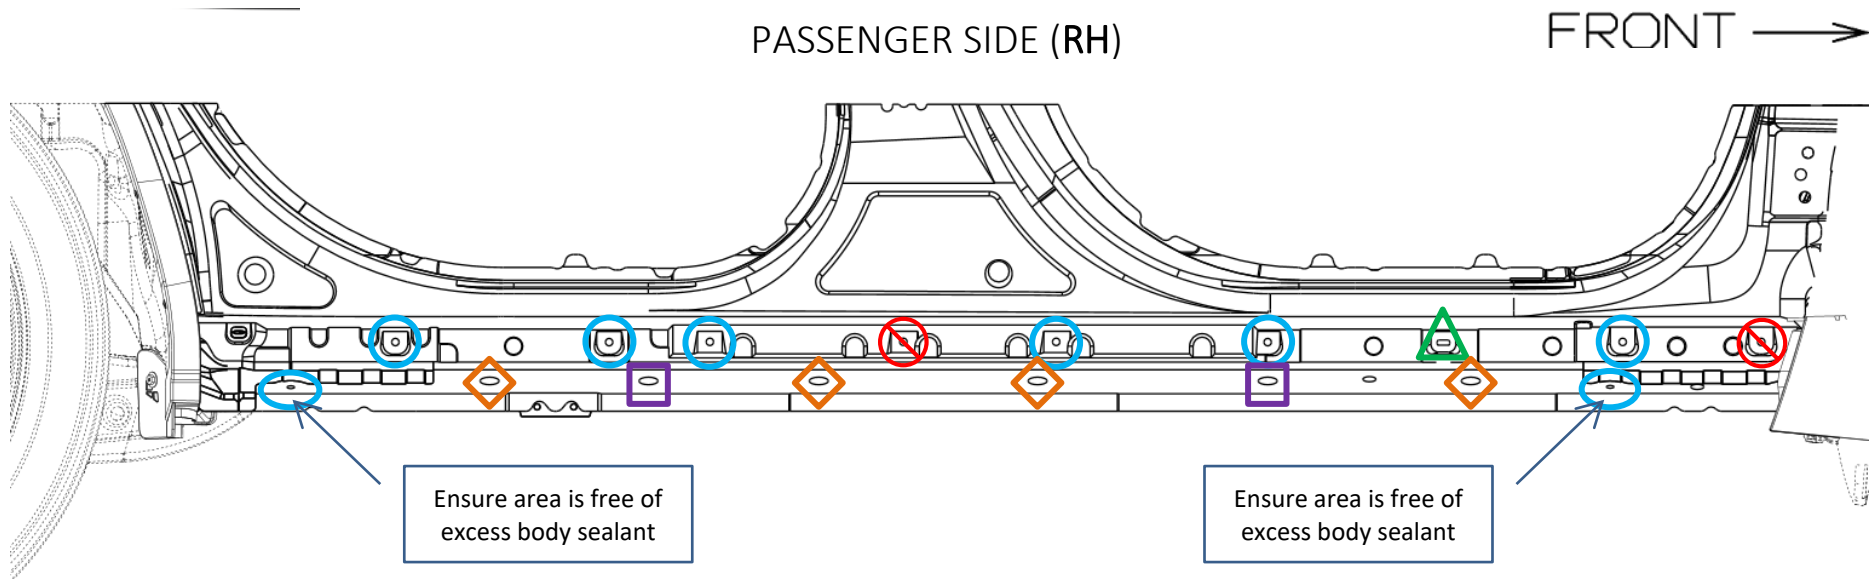 PASSENGER SIDE (RH)
FRONT
Ensure area is free of
excess body sealant
Ensure area is free of
excess body sealant